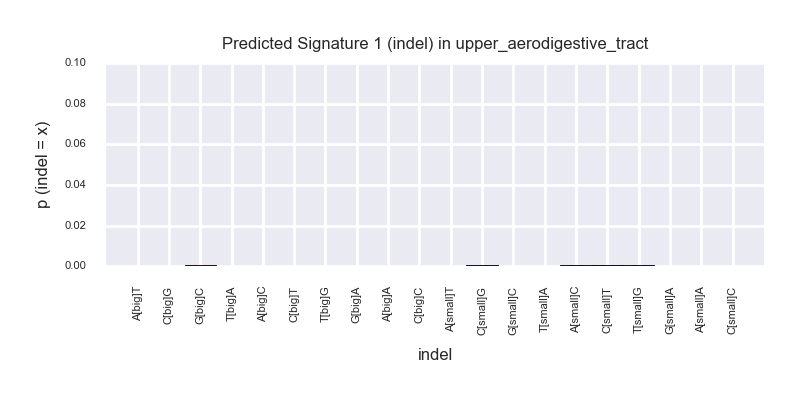 Predicted Signature 1 (indel) in upper_aerodigestive_tract
0.10
0.08
0.06
0.04
0.02
0.00
p (indel = x)
A[big]T
C[big]G
G[big]C
T[big]A
A[big]C
C[big]T
T[big]G
G[big]A
A[big]A
C[big]C
A[small]T
C[small]G
G[small]C
T[small]A
A[small]C
C[small]T
T[small]G
G[small]A
A[small]A
C[small]C
indel